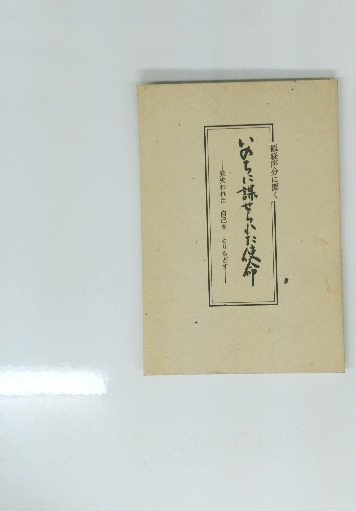 観経序分に聞く
いのちに課せられた使命
―見失われた 自己を とりもどす―